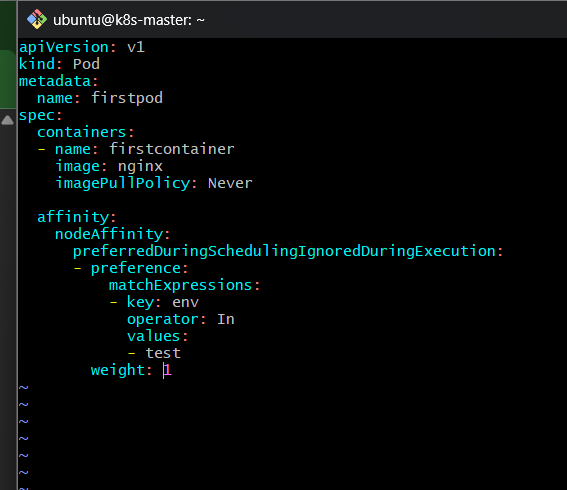 ubuntu@k8s-master: ~
apiVersion: v1
kind: Pod
metadata:
  name: firstpod
spec:
  containers:
  - name: firstcontainer
    image: nginx
    imagePullPolicy: Never

  affinity:
    nodeAffinity:
      preferredDuringSchedulingIgnoredDuringExecution:
      - preference:
          matchExpressions:
          - key: env
            operator: In
            values:
            - test
        weight: 1
~
~
~
~
~
~
~